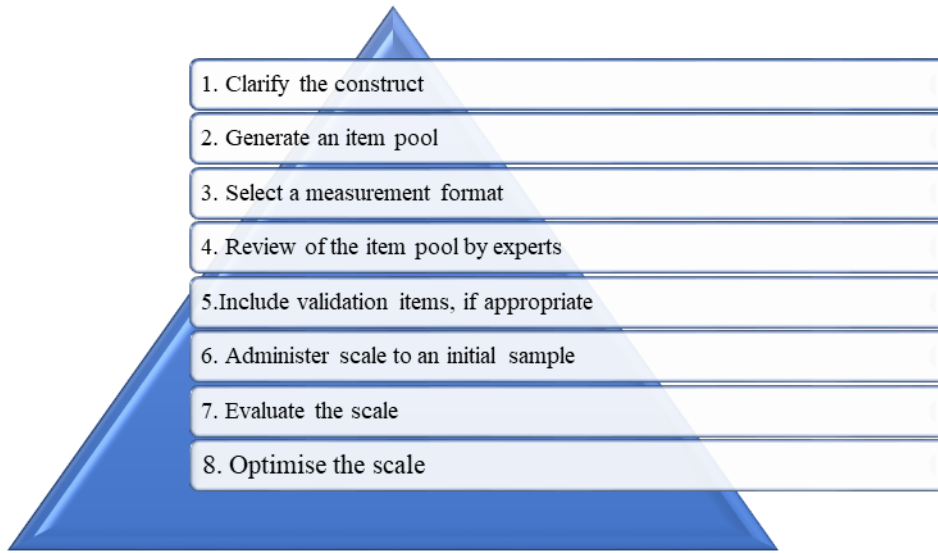 1. Clarify the construct
2. Generate an item pool
3. Select a measurement format
4. Review of the item pool by experts
5.Include validation items, if appropriate
6. Administer scale to an initial sample
7. Evaluate the scale
8. Optimise the scale